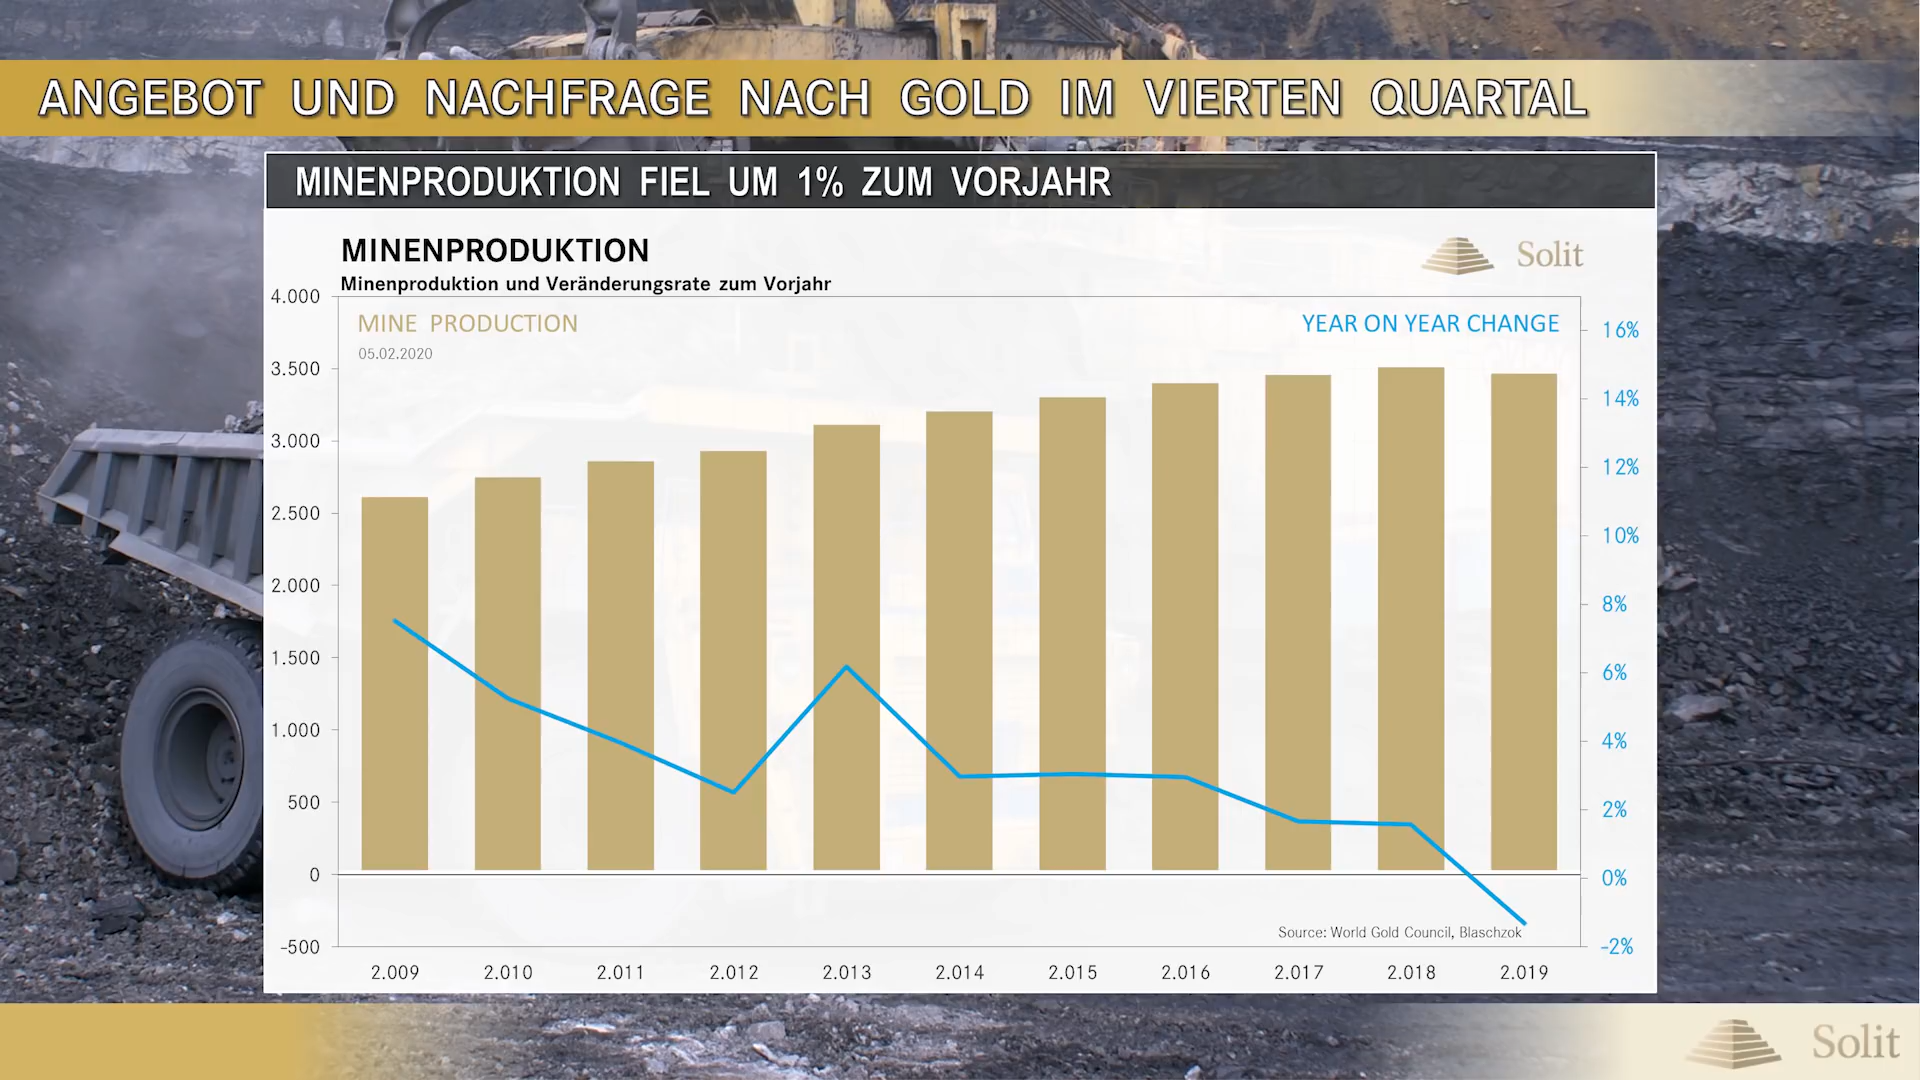 ANGEBOT UND NACHFRAGE NACH GOLD IM VIERTEN QUARTAL
MINENPRODUKTION FIEL UM 1% ZUM VORJAHR
MINENPRODUKTION
Solit
Minenproduktion und Veränderungsrate zum Vorjahr
MINE PRODUCTION
YEAR ON YEAR CHANGE
05.02.2020
4.000
3.500
3.000
2.500
2.000
1.500
1.000
500
0
-500
16%
14%
12%
10%
8%
6%
4%
2%
0%
-2%
Source: World Gold Council, Blaschzok
2.009 2.010 2.011 2.012 2.013 2.014 2.015 2.016 2.017 2.018 2.019
Solit